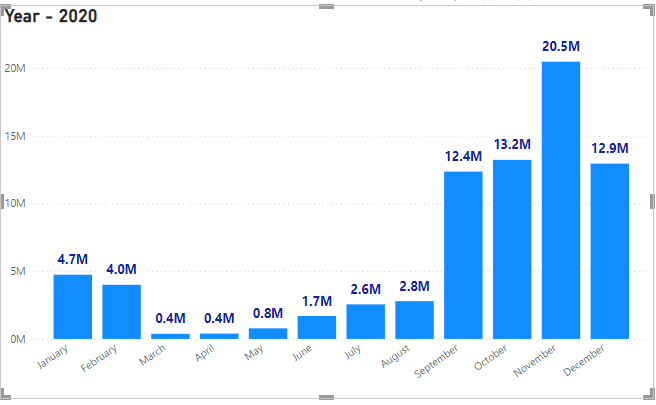 Year - 2020
20M
15M
10M
5M
0M
4.7M
4.0M
0.4M
0.4M
0.8M
1.7M
2.6M
2.8M
12.4M
13.2M
20.5M
12.9M
January
February
March
April
May
June
July
August
September
October
November
December